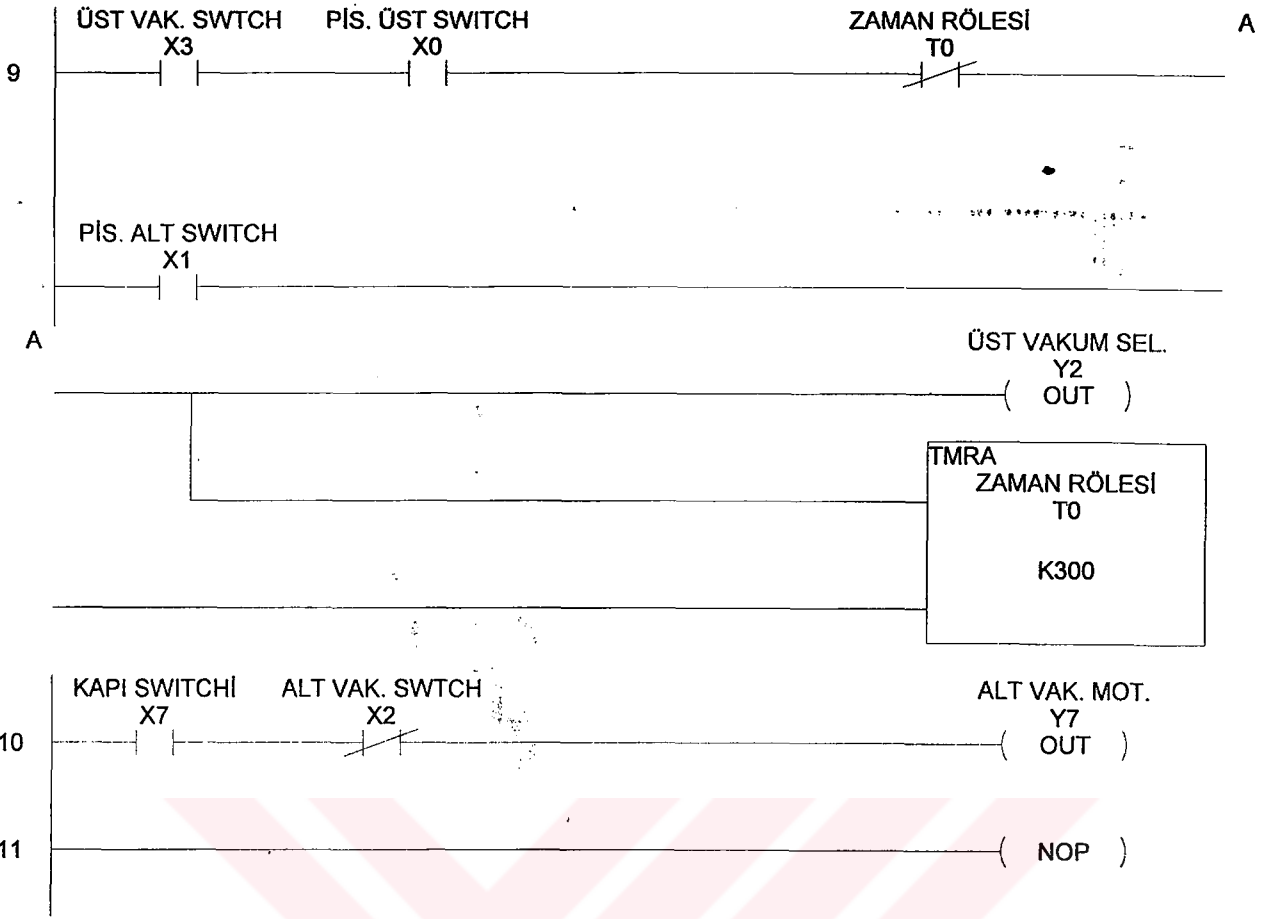 ÜST VAK. SWTCH PİS. ÜST SWITCH ZAMAN RÖLESİ A
X3 X0 T0
9
PİS. ALT SWITCH
X1
A
ÜST VAKUM SEL.
Y2
OUT
TMRA
ZAMAN RÖLESİ
T0
K300
KAPI SWITCHİ ALT VAK. SWTCH ALT VAK. MOT.
X7 X2 Y7
10 OUT
11 NOP